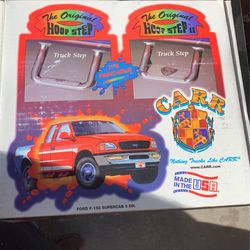 The Original
HOOP STEP
The Original
HOOP STEP II
Truck Step
Truck Step
CARR
Nothing Trucks Like CARR®
www.CARR.com
MADE
IN THE
USA
FORD F-150 SUPERCAB 3 DR.